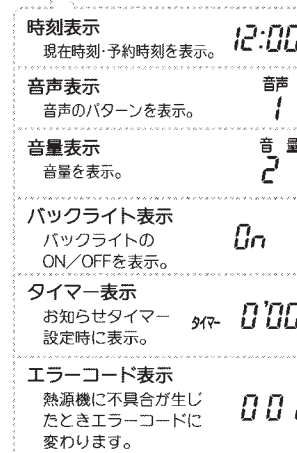 時刻表示
現在時刻・予約時刻を表示。
12:00
音声表示
音声のパターンを表示。
音声
1
音量表示
音量を表示。
音 量
2
バックライト表示
バックライトの
ON/OFFを表示。
On
タイマー表示
お知らせタイマー
設定時に表示。
タイマー 0'00
エラーコード表示
熱源機に不具合が生じ
たときエラーコードに
変わります。
00